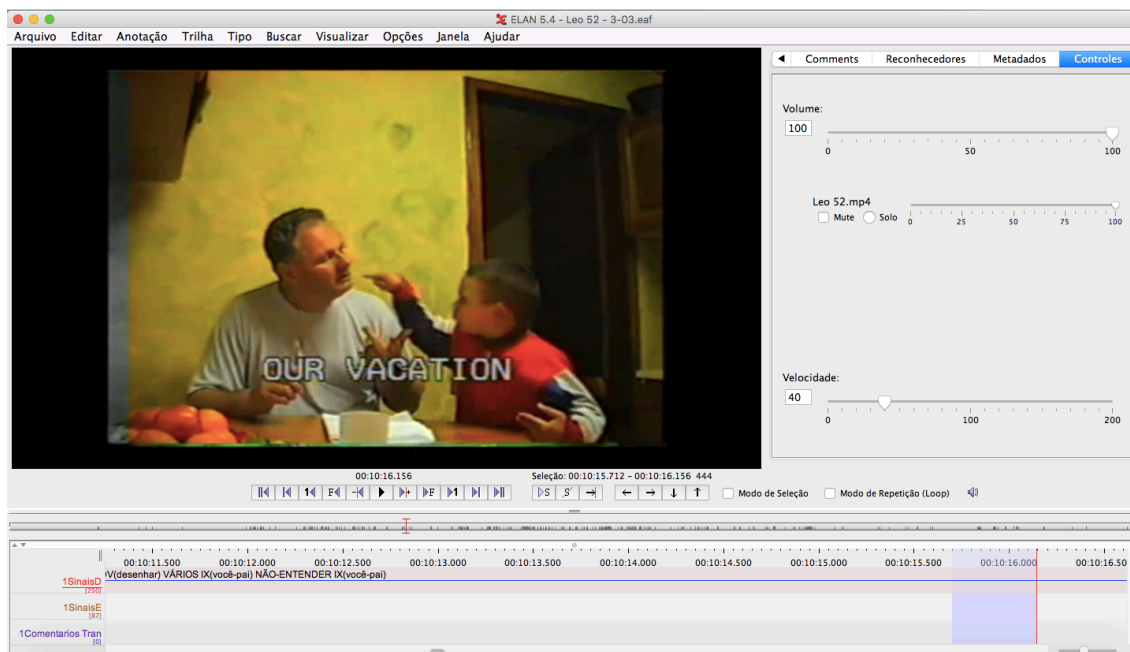 ELAN 5.4 - Leo 52 - 3-03.eaf
Arquivo Editar Anotação Trilha Tipo Buscar Visualizar Opções Janela Ajudar
Comments Reconhecedores Metadados Controles
Volume:
100
0 50 100
Leo 52.mp4
Mute Solo
0 25 50 75 100
OUR VACATION
Velocidade:
40
0 100 200
00:10:16.156 Seleção: 00:10:15.712 - 00:10:16.156 444
1 F 1 F 1 S S Modo de Seleção Modo de Repetição (Loop)
00:10:11.500 00:10:12.000 00:10:12.500 00:10:13.000 00:10:13.500 00:10:14.000 00:10:14.500 00:10:15.000 00:10:15.500 00:10:16.000 00:10:16.50
V(desenhar) VÁRIOS IX(você-pai) NÃO-ENTENDER IX(você-pai)
1SinaisD
[250]
1SinaisE
[87]
1Comentarios Tran
[0]